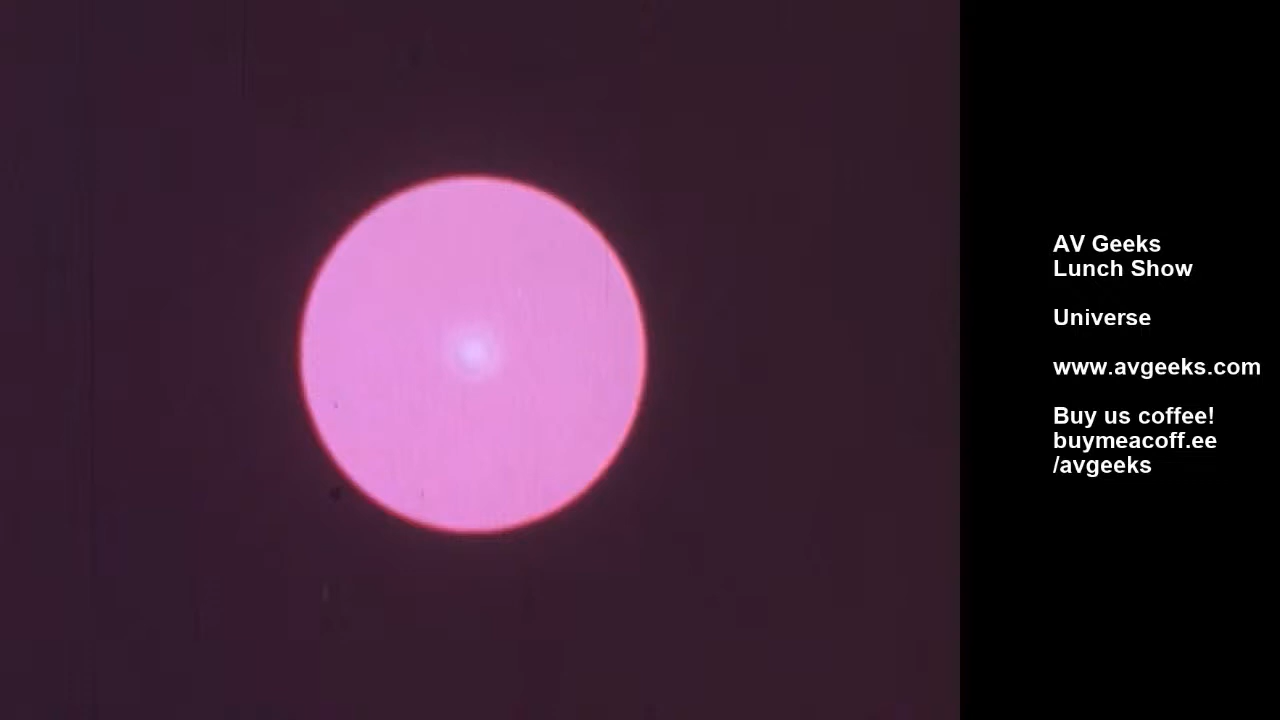 AV Geeks
Lunch Show
Universe
www.avgeeks.com
Buy us coffee!
buymeacoff.ee
/avgeeks